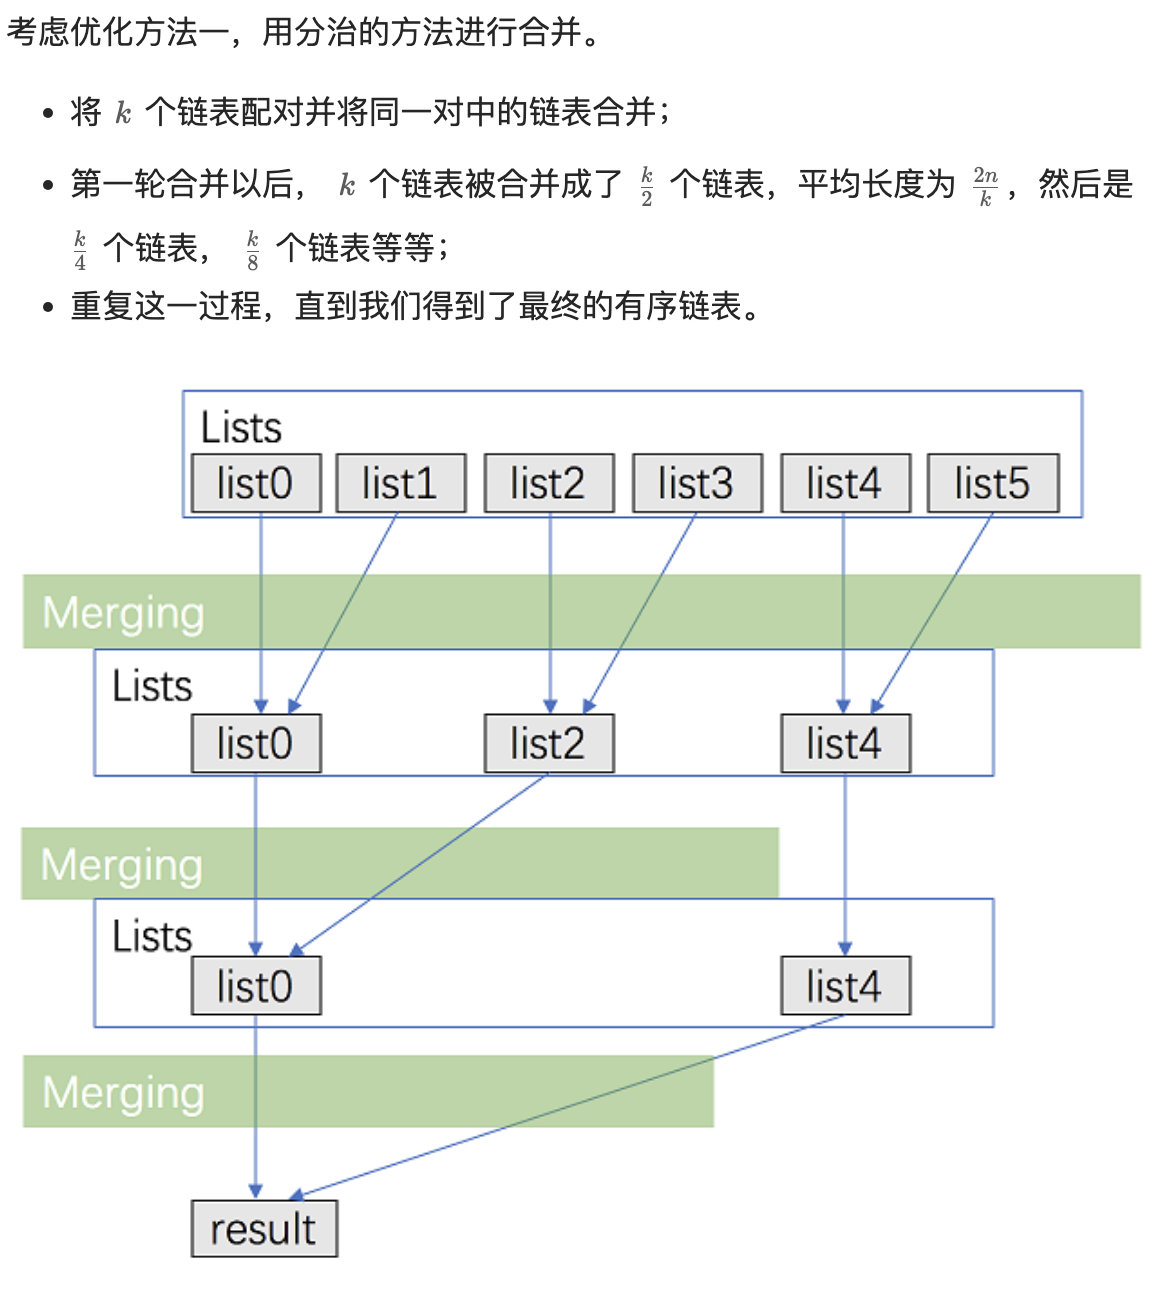 考虑优化方法一，用分治的方法进行合并。
• 将 k 个链表配对并将同一对中的链表合并；
• 第一轮合并以后， k 个链表被合并成了 k/2 个链表，平均长度为 2n/k，然后是
k/4 个链表， k/8 个链表等等；
• 重复这一过程，直到我们得到了最终的有序链表。
Lists
list0 list1 list2 list3 list4 list5
Merging
Lists
list0 list2 list4
Merging
Lists
list0 list4
Merging
result